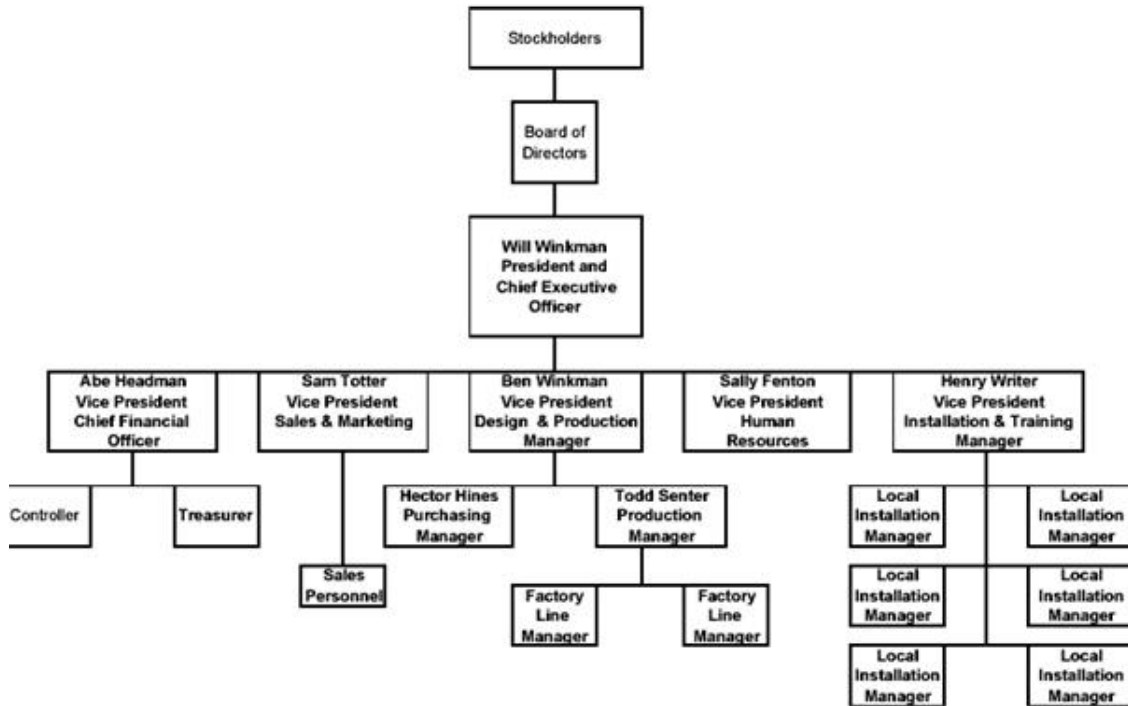 Stockholders
Board of
Directors
Will Winkman
President and
Chief Executive
Officer
Abe Headman
Vice President
Chief Financial
Officer
Sam Totter
Vice President
Sales & Marketing
Ben Winkman
Vice President
Design & Production
Manager
Sally Fenton
Vice President
Human
Resources
Henry Writer
Vice President
Installation & Training
Manager
Controller
Treasurer
Hector Hines
Purchasing
Manager
Todd Senter
Production
Manager
Local
Installation
Manager
Local
Installation
Manager
Sales
Personnel
Factory
Line
Manager
Factory
Line
Manager
Local
Installation
Manager
Local
Installation
Manager
Local
Installation
Manager
Local
Installation
Manager